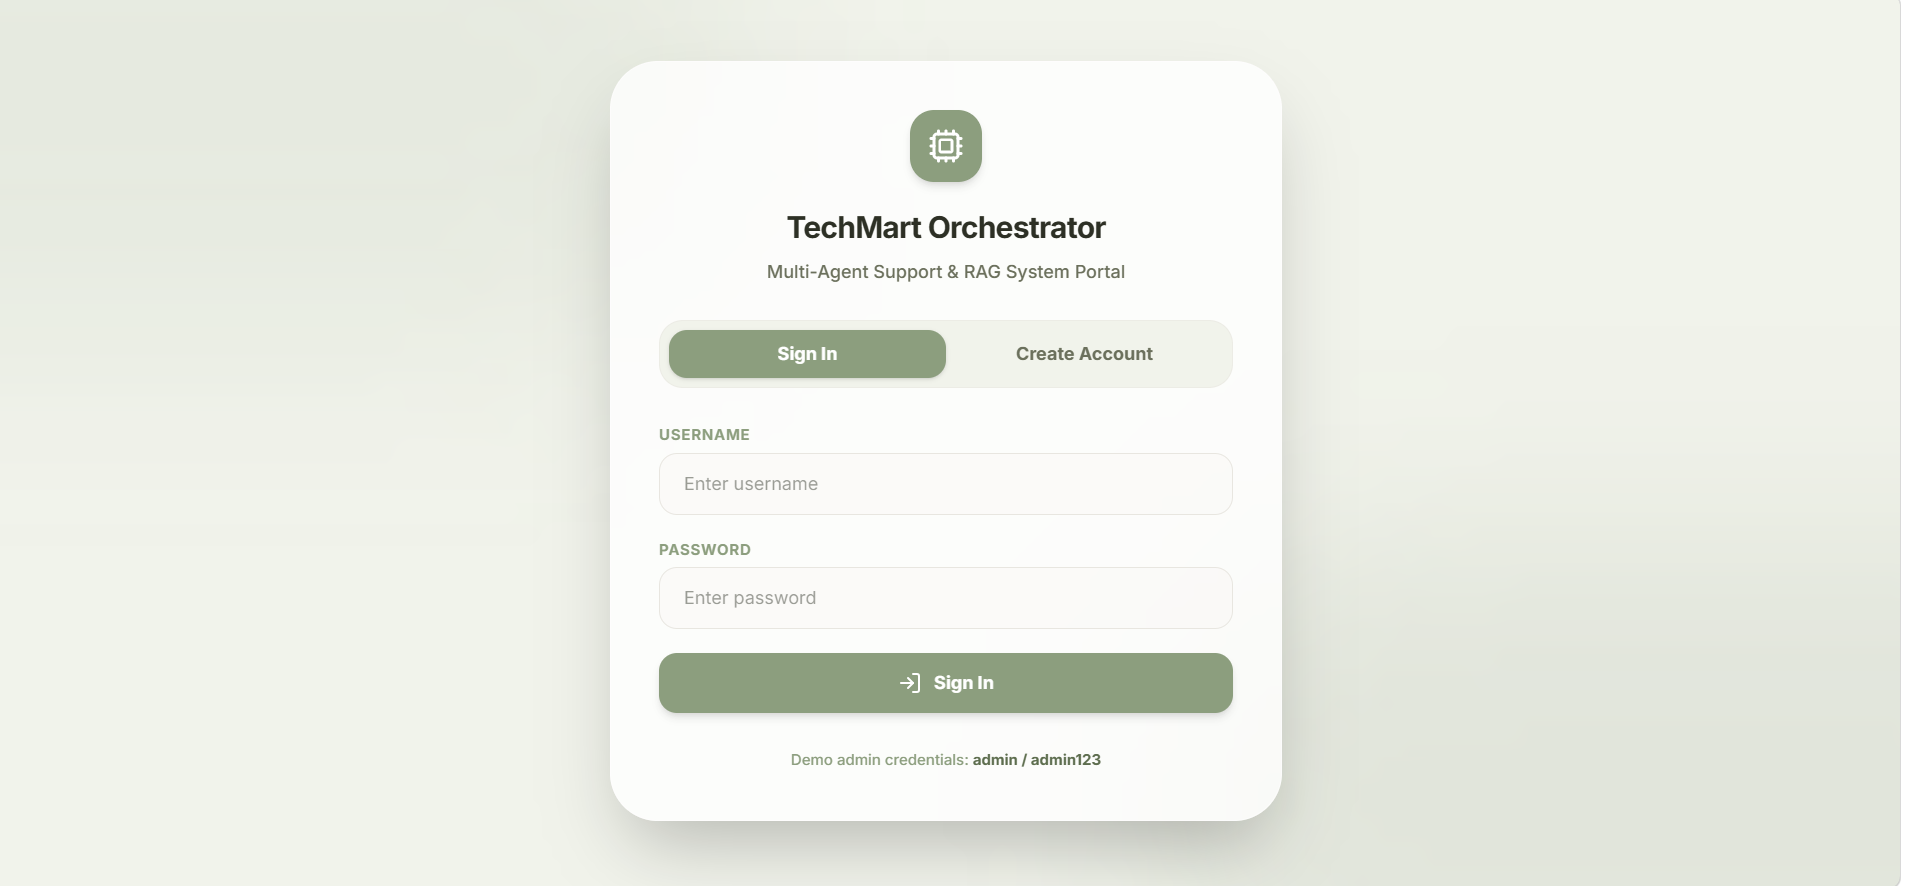 TechMart Orchestrator
Multi-Agent Support & RAG System Portal
Sign In
Create Account
USERNAME
Enter username
PASSWORD
Enter password
Sign In
Demo admin credentials: admin / admin123